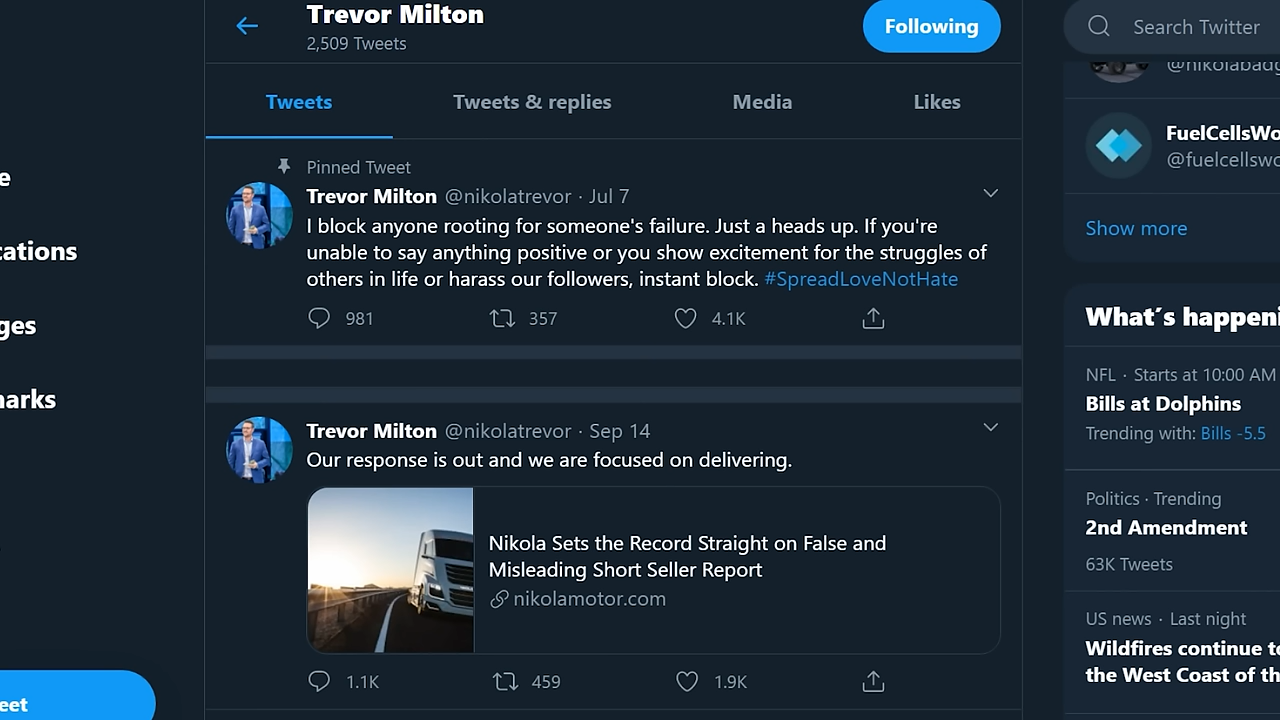 Trevor Milton
2,509 Tweets
Following
Search Twitter
Tweets
Tweets & replies
Media
Likes
Pinned Tweet
Trevor Milton @nikolatrevor · Jul 7
I block anyone rooting for someone's failure. Just a heads up. If you're
unable to say anything positive or you show excitement for the struggles of
others in life or harass our followers, instant block. #SpreadLoveNotHate
981
357
4.1K
Trevor Milton @nikolatrevor · Sep 14
Our response is out and we are focused on delivering.
Nikola Sets the Record Straight on False and
Misleading Short Seller Report
nikolamotor.com
1.1K
459
1.9K
e
cations
ges
narks
eet
@nikolabadg
FuelCellsWo
@fuelcellswo
Show more
What's happeni
NFL · Starts at 10:00 AM
Bills at Dolphins
Trending with: Bills -5.5
Politics · Trending
2nd Amendment
63K Tweets
US news · Last night
Wildfires continue to
the West Coast of th